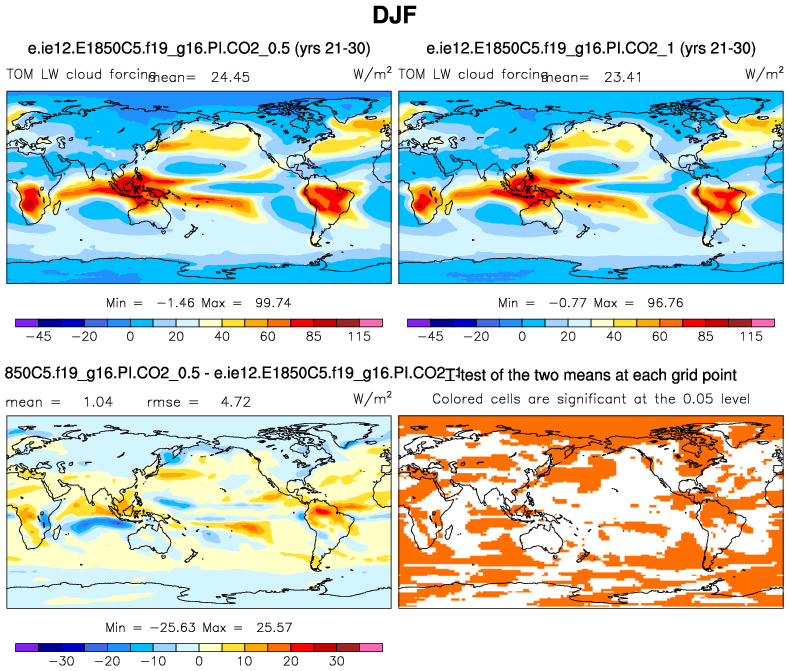 DJF
e.ie12.E1850C5.f19_g16.PI.CO2_0.5 (yrs 21-30)
TOM LW cloud forcing mean= 24.45 W/m2
Min = -1.46 Max = 99.74
-45 -20 0 20 40 60 85 115
e.ie12.E1850C5.f19_g16.PI.CO2_1 (yrs 21-30)
TOM LW cloud forcing mean= 23.41 W/m2
Min = -0.77 Max = 96.76
-45 -20 0 20 40 60 85 115
850C5.f19_g16.PI.CO2_0.5 - e.ie12.E1850C5.f19_g16.PI.CO2_1
mean = 1.04 rmse = 4.72 W/m2
Min = -25.63 Max = 25.57
-30 -20 -10 0 10 20 30
T-test of the two means at each grid point
Colored cells are significant at the 0.05 level